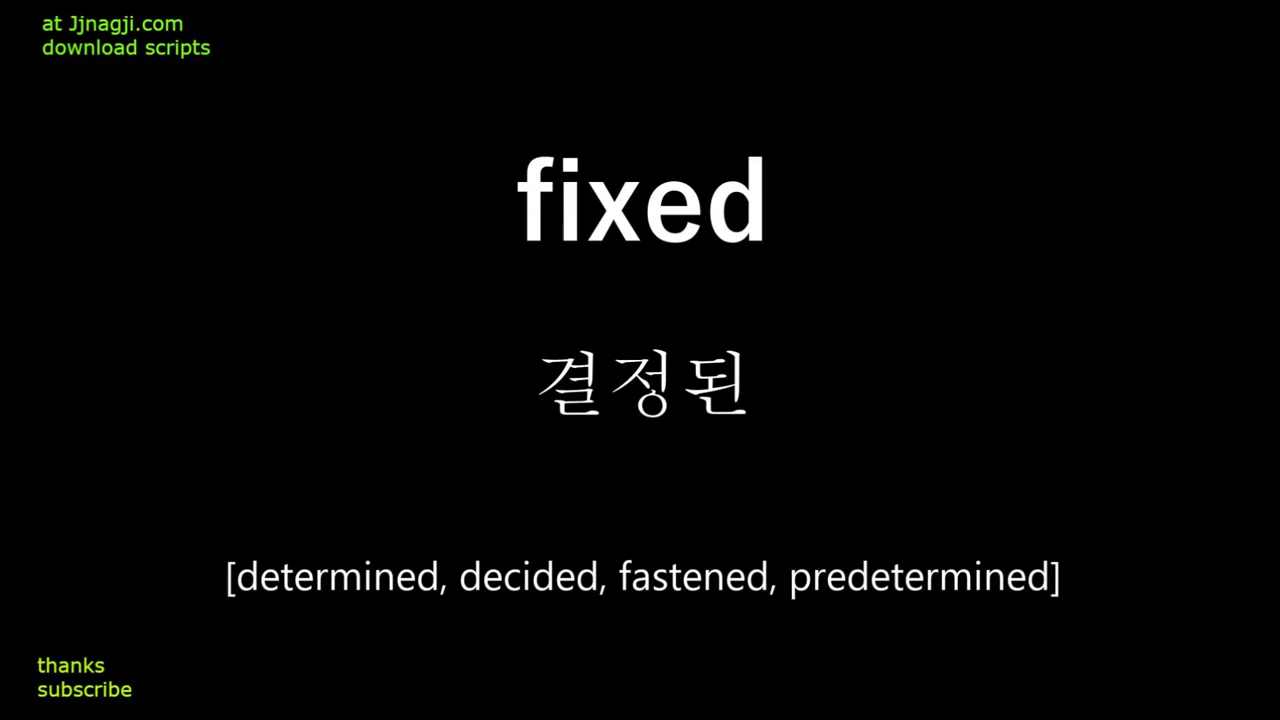 at Jjnagji.com
download scripts
fixed
결정된
[determined, decided, fastened, predetermined]
thanks
subscribe